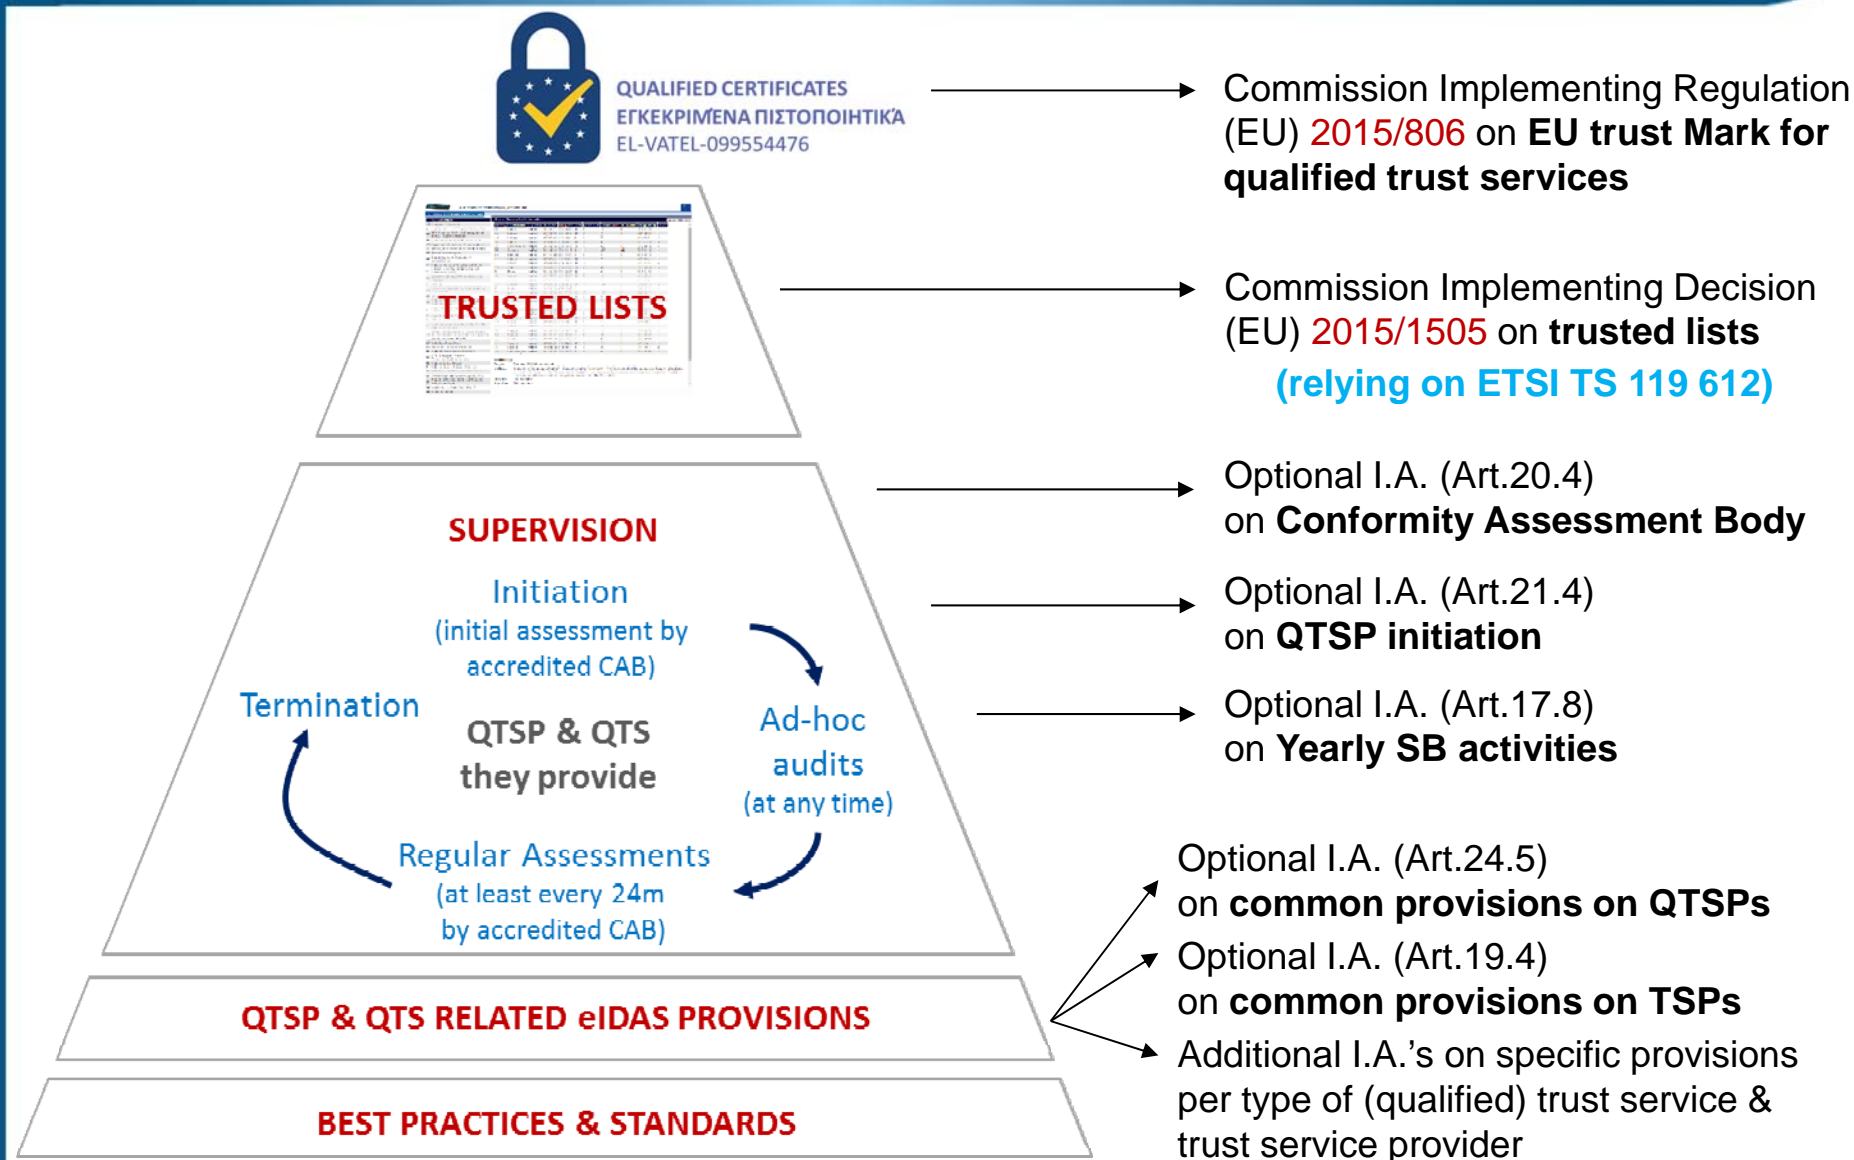 QUALIFIED CERTIFICATES
ΕΓΚΕΚΡΙΜΈΝΑ ΠΙΣΤΟΠΟΙΗΤΙΚΆ
EL-VATEL-099554476
Commission Implementing Regulation
(EU) 2015/806 on EU trust Mark for
qualified trust services
TRUSTED LISTS
Commission Implementing Decision
(EU) 2015/1505 on trusted lists
(relying on ETSI TS 119 612)
SUPERVISION
Initiation
(initial assessment by
accredited CAB)
Termination
QTSP & QTS
they provide
Ad-hoc
audits
(at any time)
Regular Assessments
(at least every 24m
by accredited CAB)
Optional I.A. (Art.20.4)
on Conformity Assessment Body
Optional I.A. (Art.21.4)
on QTSP initiation
Optional I.A. (Art.17.8)
on Yearly SB activities
QTSP & QTS RELATED eIDAS PROVISIONS
Optional I.A. (Art.24.5)
on common provisions on QTSPs
Optional I.A. (Art.19.4)
on common provisions on TSPs
Additional I.A.'s on specific provisions
per type of (qualified) trust service &
trust service provider
BEST PRACTICES & STANDARDS